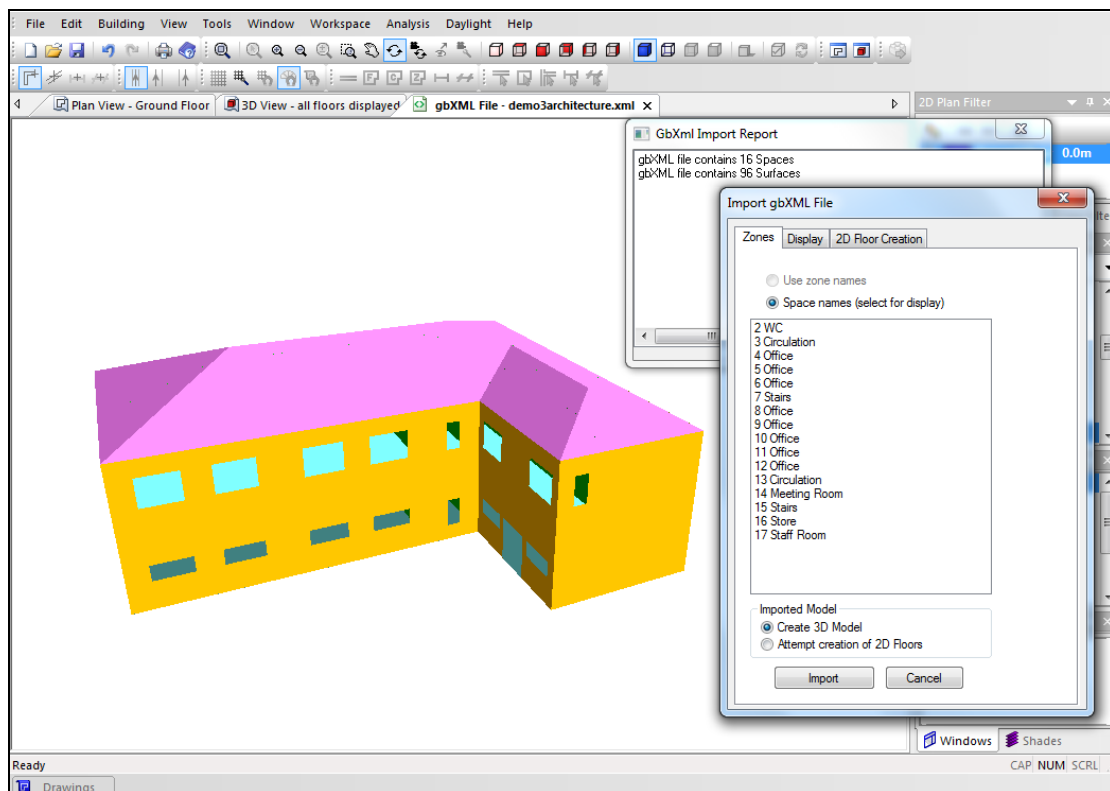 File Edit Building View Tools Window Workspace Analysis Daylight Help
Plan View - Ground Floor
3D View - all floors displayed
gbXML File - demo3architecture.xml
2D Plan Filter
0.0m
GbXml Import Report
gbXML file contains 16 Spaces
gbXML file contains 96 Surfaces
Import gbXML File
Zones Display 2D Floor Creation
Use zone names
Space names (select for display)
2 WC
3 Circulation
4 Office
5 Office
6 Office
7 Stairs
8 Office
9 Office
10 Office
11 Office
12 Office
13 Circulation
14 Meeting Room
15 Stairs
16 Store
17 Staff Room
Imported Model
Create 3D Model
Attempt creation of 2D Floors
Import Cancel
Windows Shades
Ready CAP NUM SCRL
Drawings